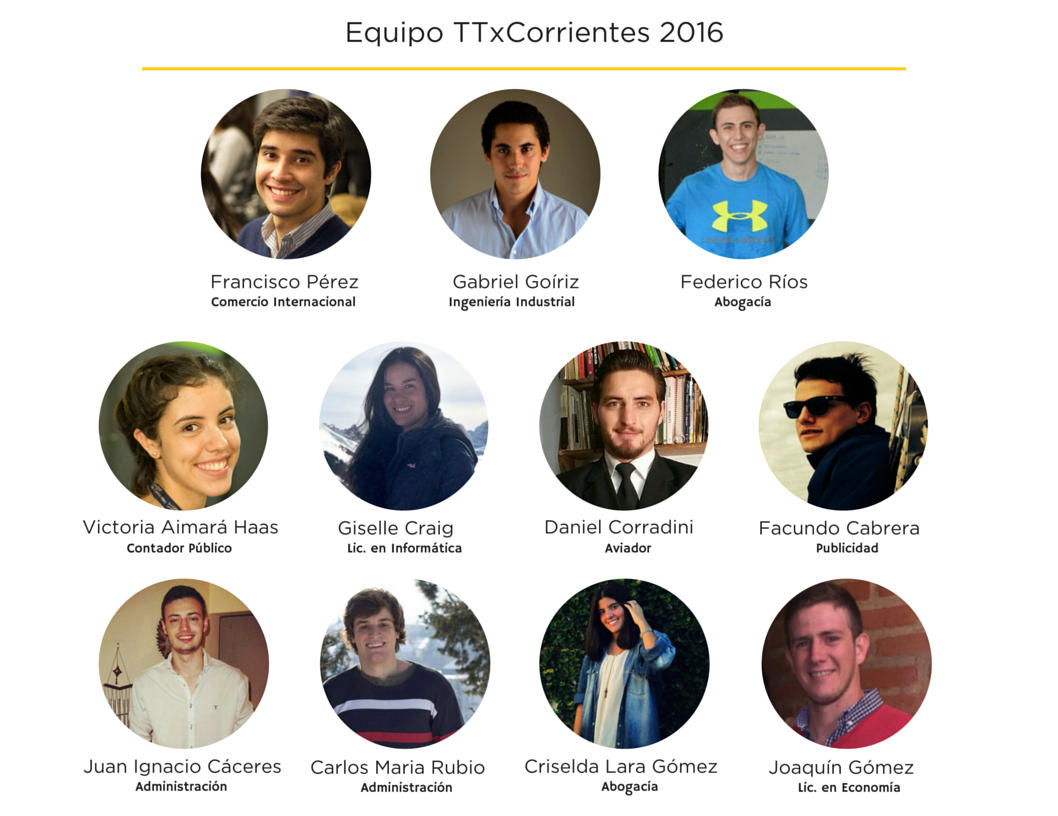 Equipo TTxCorrientes 2016
Francisco Pérez
Comercio Internacional
Gabriel Goíriz
Ingeniería Industrial
Federico Ríos
Abogacía
Victoria Aimará Haas
Contador Público
Giselle Craig
Lic. en Informática
Daniel Corradini
Aviador
Facundo Cabrera
Publicidad
Juan Ignacio Cáceres
Administración
Carlos Maria Rubio
Administración
Criselda Lara Gómez
Abogacía
Joaquín Gómez
Lic. en Economía